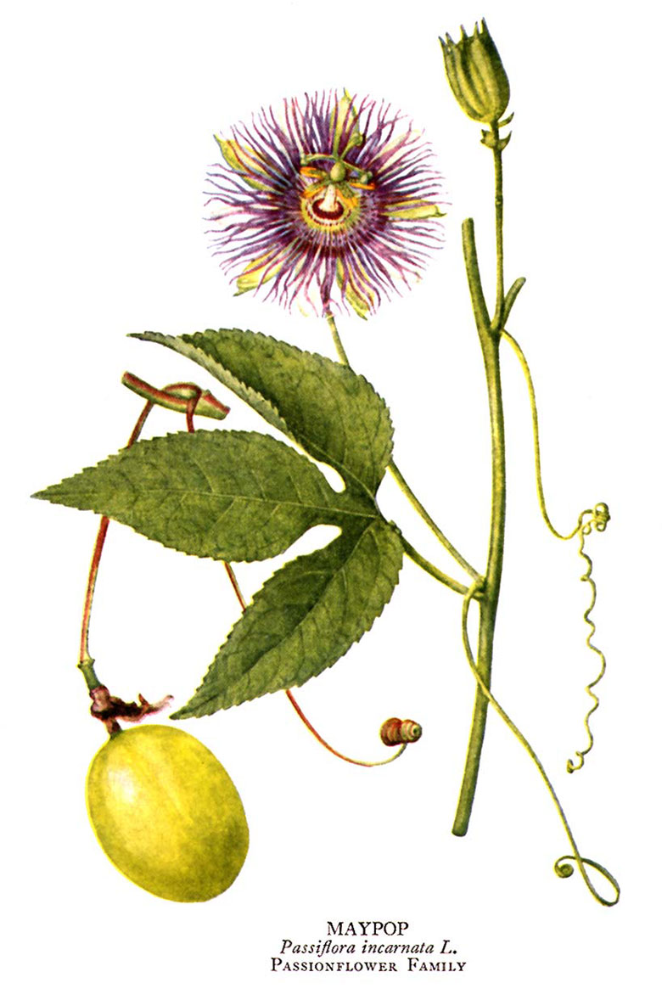 MAYPOP
Passiflora incarnata L.
PASSIONFLOWER FAMILY